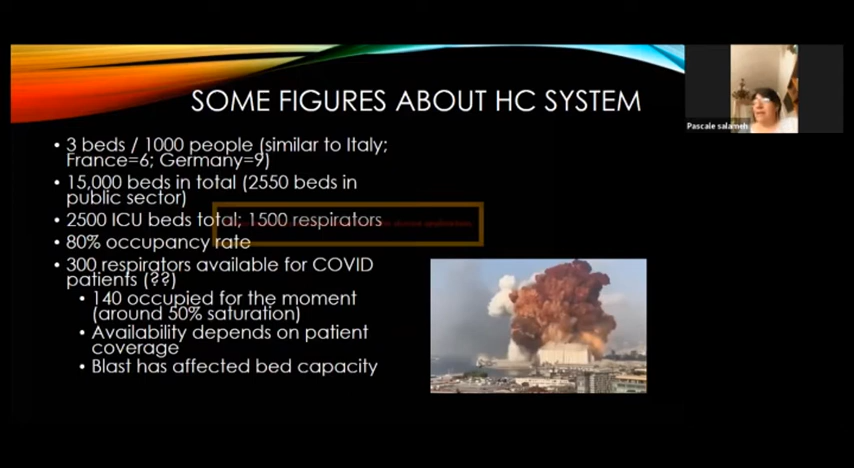 SOME FIGURES ABOUT HC SYSTEM
Pascale salameh
• 3 beds / 1000 people (similar to Italy;
France=6; Germany=9)
• 15,000 beds in total (2550 beds in
public sector)
• 2500 ICU beds total; 1500 respirators
• 80% occupancy rate
• 300 respirators available for COVID
patients (??)
• 140 occupied for the moment
(around 50% saturation)
• Availability depends on patient
coverage
• Blast has affected bed capacity